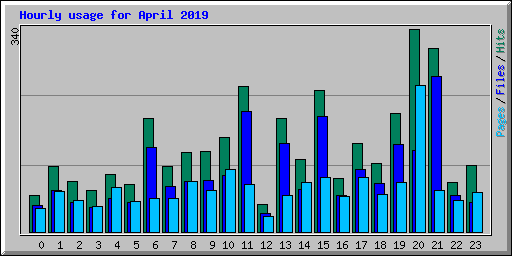 Hourly usage for April 2019
340
Pages/Files/Hits
0 1 2 3 4 5 6 7 8 9 10 11 12 13 14 15 16 17 18 19 20 21 22 23